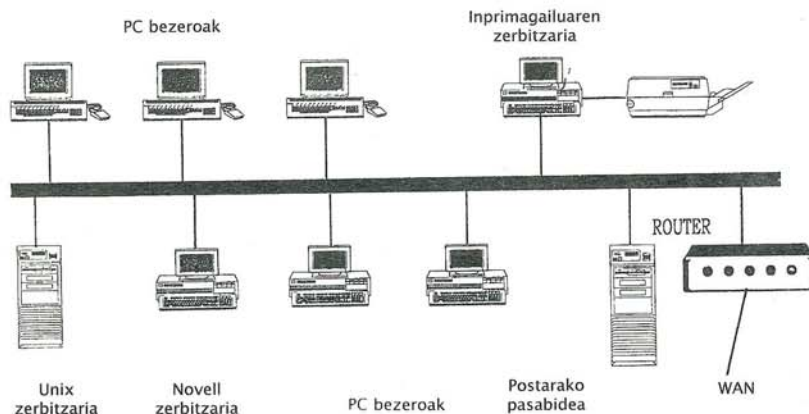 PC bezeroak
Inprimagailuaren
zerbitzaria
ROUTER
Unix
zerbitzaria
Novell
zerbitzaria
PC bezeroak
Postarako
pasabidea
WAN